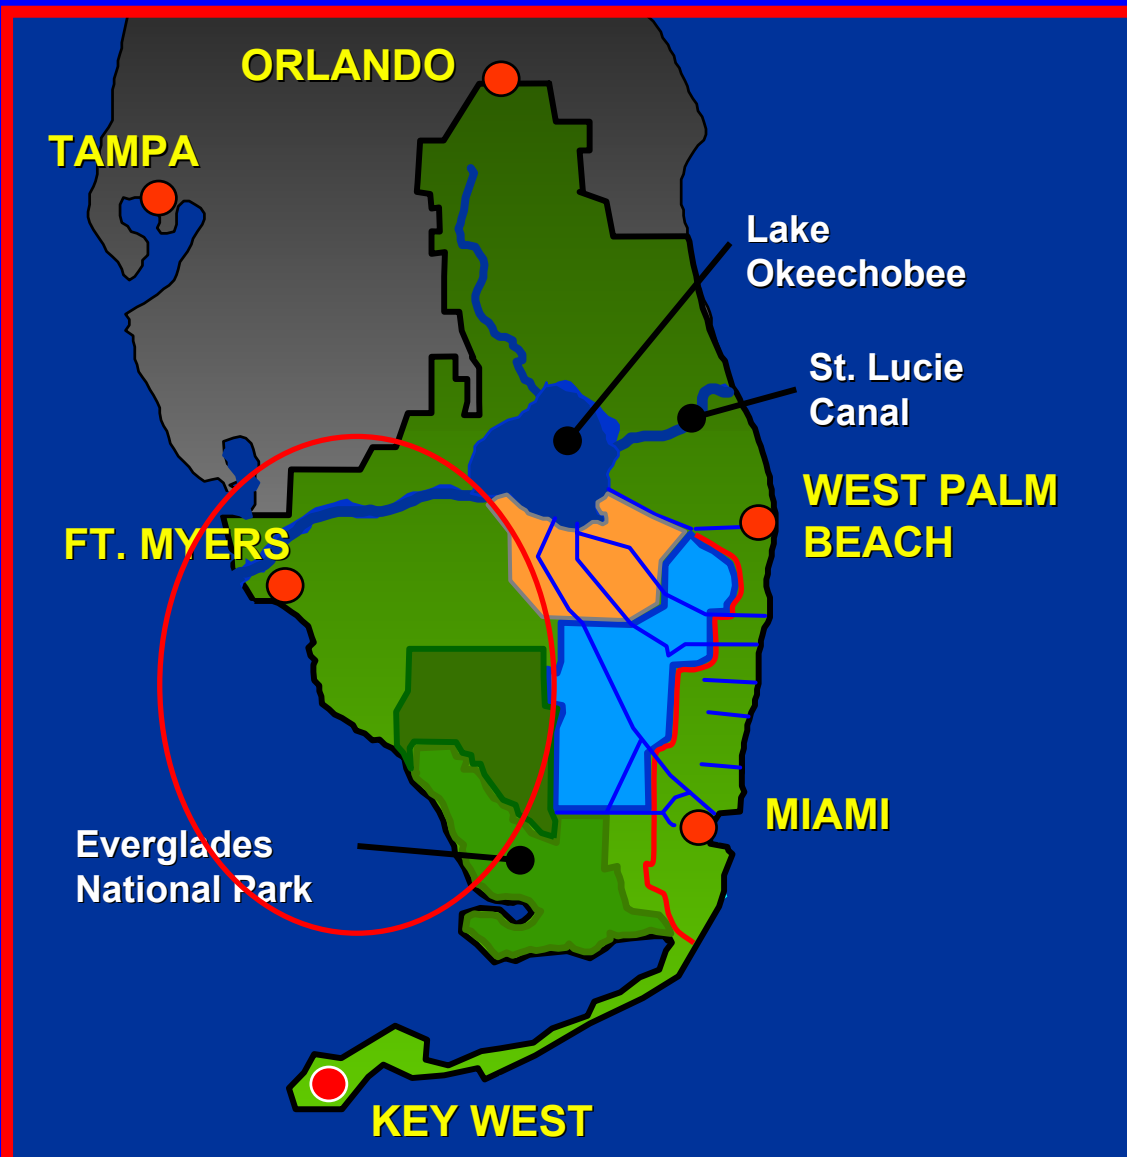 ORLANDO
TAMPA
Lake
Okeechobee
St. Lucie
Canal
WEST PALM
BEACH
FT. MYERS
MIAMI
Everglades
National Park
KEY WEST